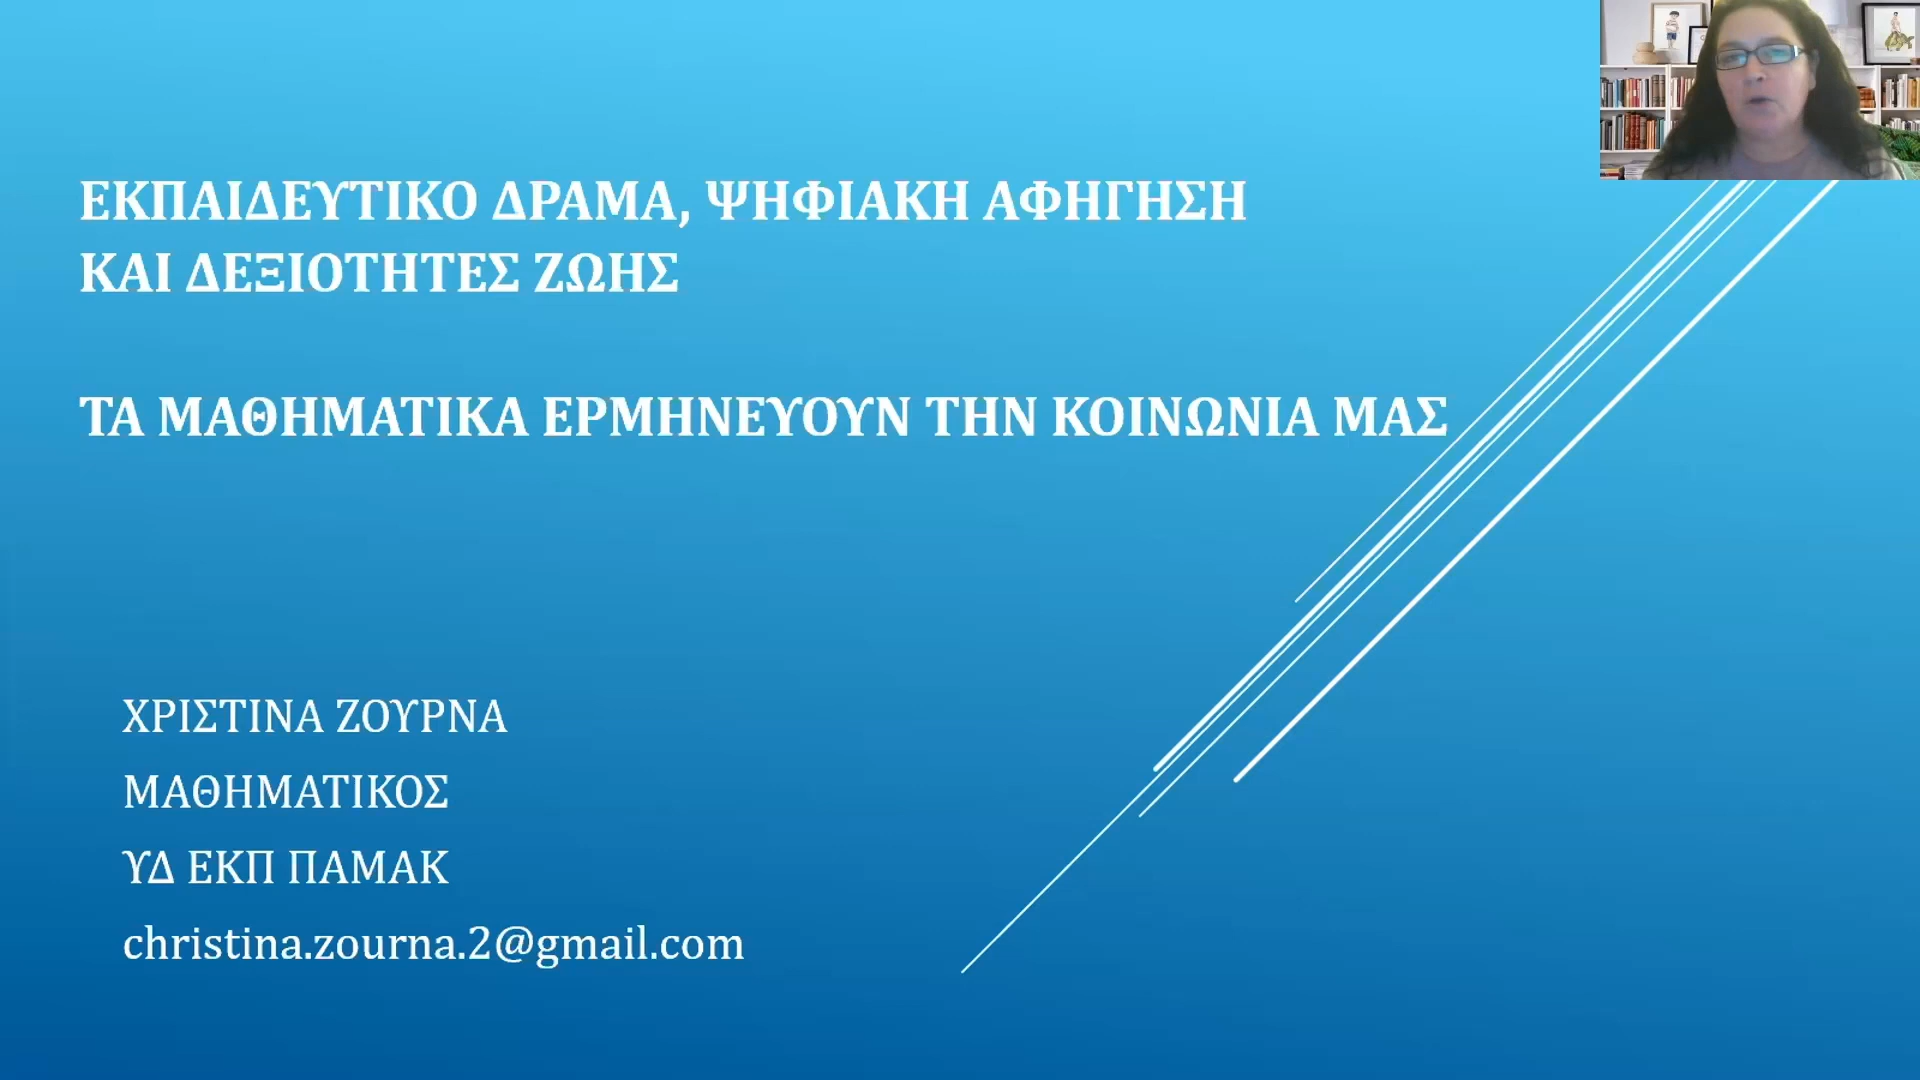 ΕΚΠΑΙΔΕΥΤΙΚΟ ΔΡΑΜΑ, ΨΗΦΙΑΚΗ ΑΦΗΓΗΣΗ
ΚΑΙ ΔΕΞΙΟΤΗΤΕΣ ΖΩΗΣ
ΤΑ ΜΑΘΗΜΑΤΙΚΑ ΕΡΜΗΝΕΥΟΥΝ ΤΗΝ ΚΟΙΝΩΝΙΑ ΜΑΣ
ΧΡΙΣΤΙΝΑ ΖΟΥΡΝΑ
ΜΑΘΗΜΑΤΙΚΟΣ
ΥΔ ΕΚΠ ΠΑΜΑΚ
christina.zourna.2@gmail.com